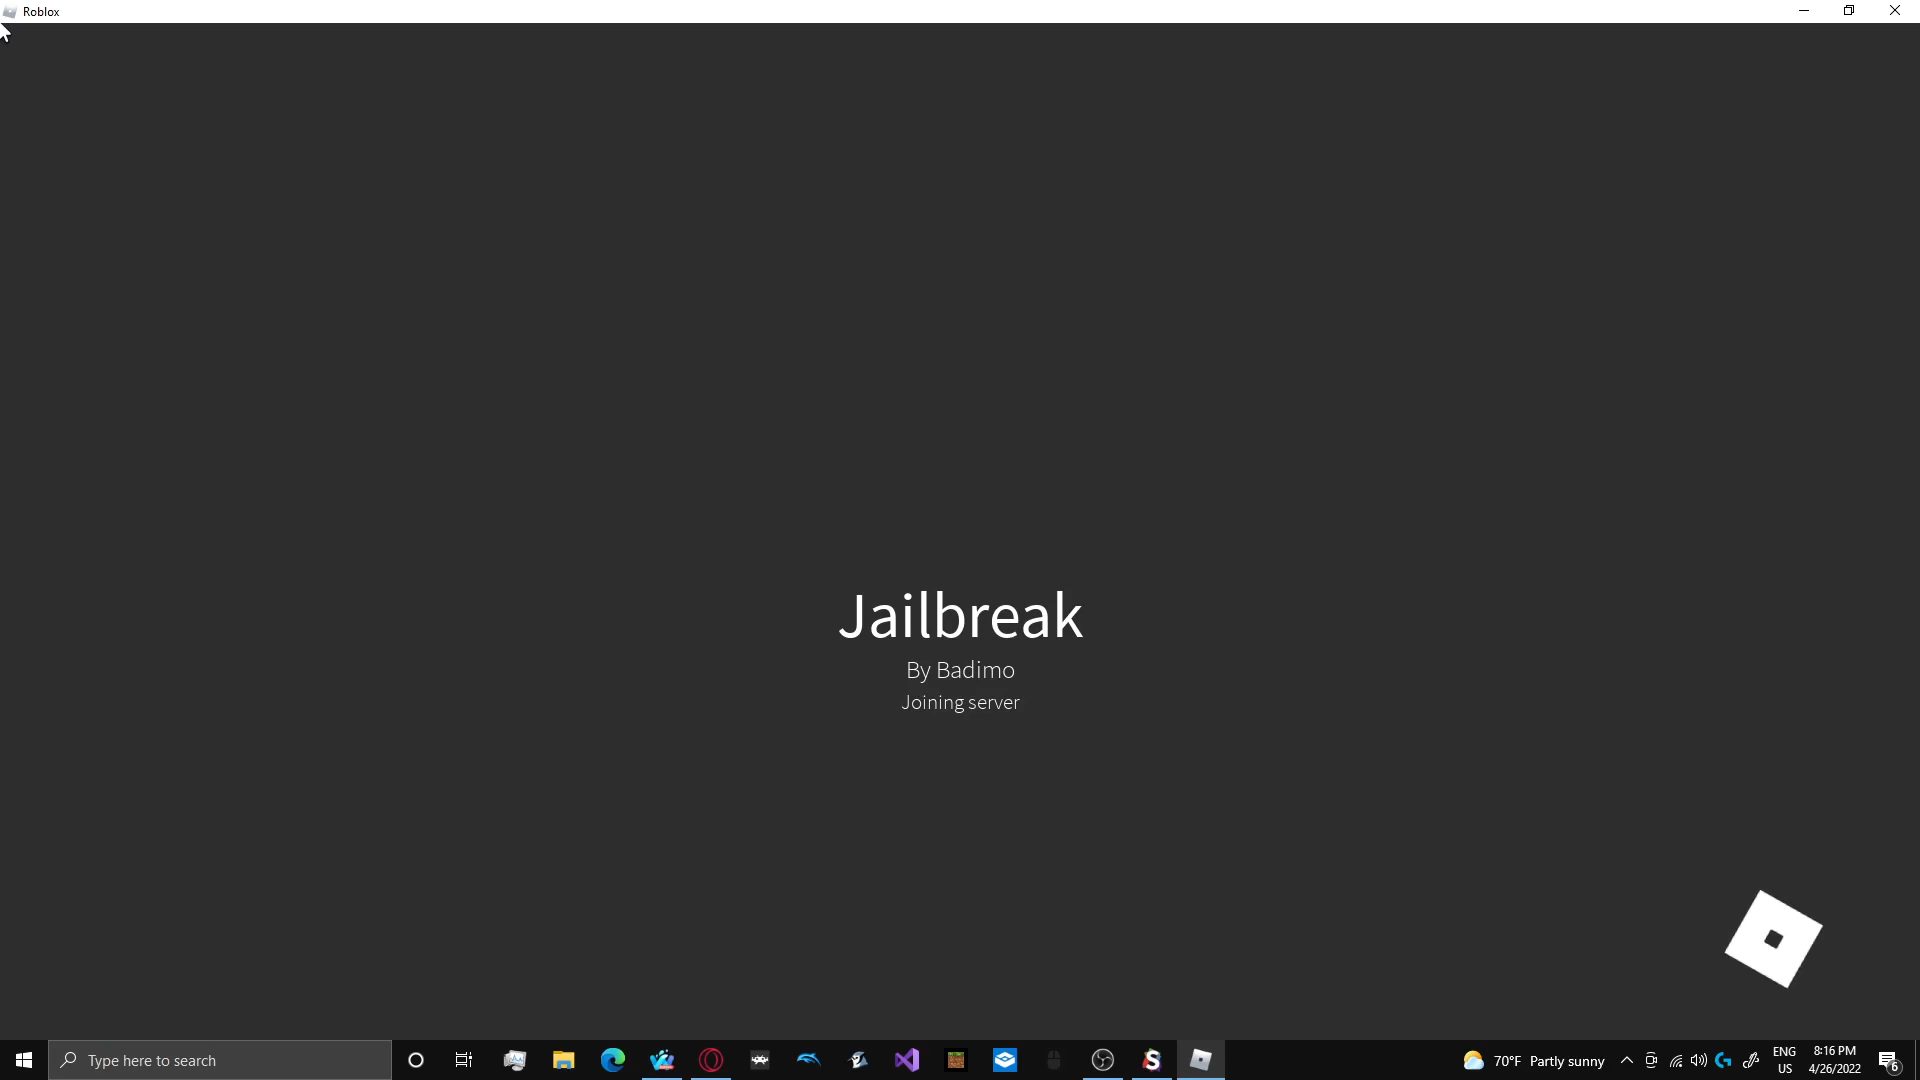 Roblox
Jailbreak
By Badimo
Joining server
Type here to search
70°F Partly sunny
ENG
US
8:16 PM
4/26/2022
6